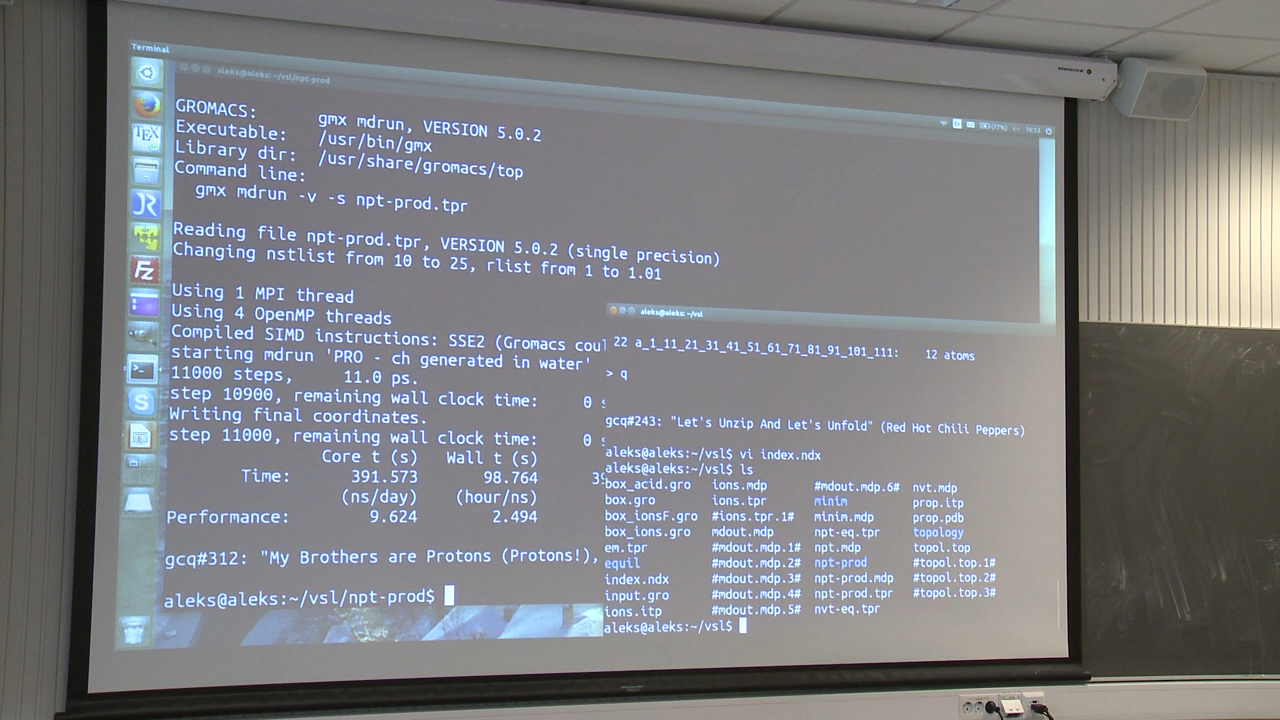 Terminal
aleks@aleks: ~/vsl/npt-prod
GROMACS: gmx mdrun, VERSION 5.0.2
Executable: /usr/bin/gmx
Library dir: /usr/share/gromacs/top
Command line:
gmx mdrun -v -s npt-prod.tpr
Reading file npt-prod.tpr, VERSION 5.0.2 (single precision)
Changing nstlist from 10 to 25, rlist from 1 to 1.01
Using 1 MPI thread
Using 4 OpenMP threads
Compiled SIMD instructions: SSE2 (Gromacs cou
starting mdrun 'PRO - ch generated in water'
11000 steps, 11.0 ps.
step 10900, remaining wall clock time: 0 s
Writing final coordinates.
step 11000, remaining wall clock time: 0 s
Core t (s) Wall t (s)
Time: 391.573 98.764 39
(ns/day) (hour/ns)
Performance: 9.624 2.494
gcq#312: "My Brothers are Protons (Protons!),
aleks@aleks:~/vsl/npt-prod$
aleks@aleks: ~/vsl
22 a_1_11_21_31_41_51_61_71_81_91_101_111: 12 atoms
> q
gcq#243: "Let's Unzip And Let's Unfold" (Red Hot Chili Peppers)
aleks@aleks:~/vsl$ vi index.ndx
aleks@aleks:~/vsl$ ls
box_acid.gro ions.mdp #mdout.mdp.6# nvt.mdp
box.gro ions.tpr minim prop.itp
box_ionsF.gro #ions.tpr.1# minim.mdp prop.pdb
box_ions.gro mdout.mdp npt-eq.tpr topology
em.tpr #mdout.mdp.1# npt.mdp topol.top
equil #mdout.mdp.2# npt-prod #topol.top.1#
index.ndx #mdout.mdp.3# npt-prod.mdp #topol.top.2#
input.gro #mdout.mdp.4# npt-prod.tpr #topol.top.3#
ions.itp #mdout.mdp.5# nvt-eq.tpr
aleks@aleks:~/vsl$